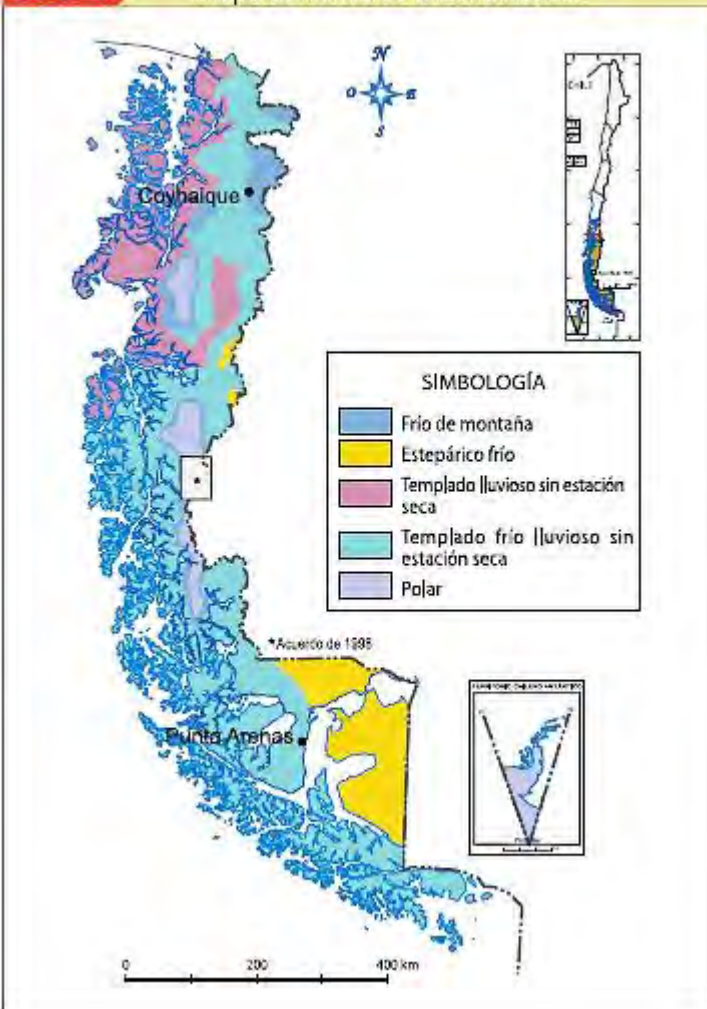 N
O
E
S
CHILE
Coyhaique
SIMBOLOGÍA
Frío de montaña
Estepárico frío
Templado lluvioso sin estación
seca
Templado frío lluvioso sin
estación seca
Polar
*Acuerdo de 1998
Punta Arenas
0
200
400 km